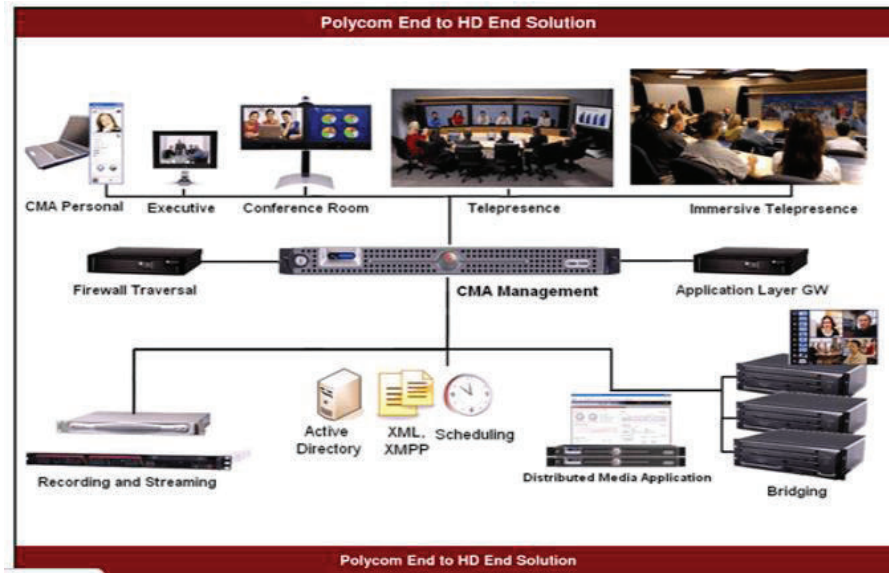 Polycom End to HD End Solution
CMA Personal
Executive
Conference Room
Telepresence
Immersive Telepresence
Firewall Traversal
CMA Management
Application Layer GW
Active
Directory
XML,
XMPP
Scheduling
Recording and Streaming
Distributed Media Application
Bridging
Polycom End to HD End Solution